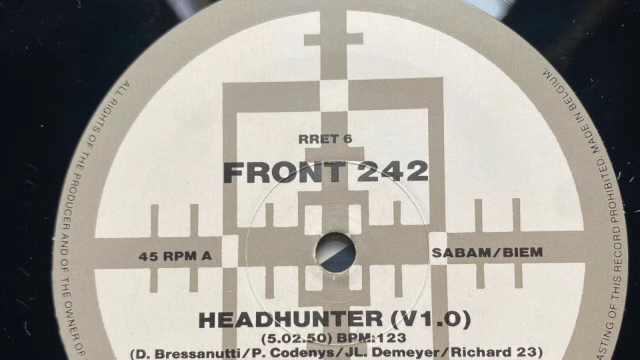 RRET 6
FRONT 242
45 RPM A
SABAM/BIEM
HEADHUNTER (V1.0)
(5.02.50) BPM:123
(D. Bressanutti/P. Codenys/JL. Demeyer/Richard 23)
ALL RIGHTS OF THE PRODUCER AND OF THE OWNER OF
CASTING OF THIS RECORD PROHIBITED. MADE IN BELGIUM